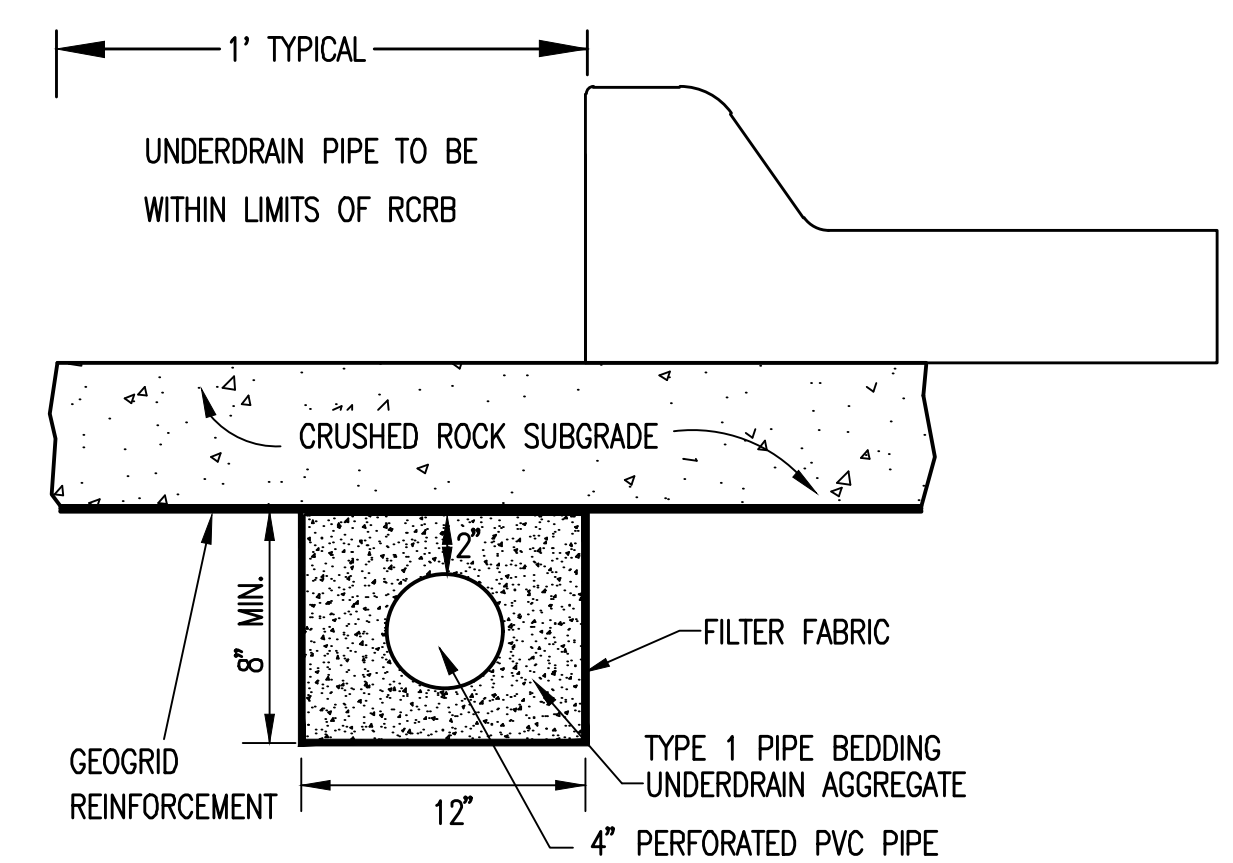 1' TYPICAL
UNDERDRAIN PIPE TO BE
WITHIN LIMITS OF RCRB
CRUSHED ROCK SUBGRADE
2"
8" MIN.
FILTER FABRIC
GEOGRID
REINFORCEMENT
TYPE 1 PIPE BEDDING
UNDERDRAIN AGGREGATE
12"
4" PERFORATED PVC PIPE